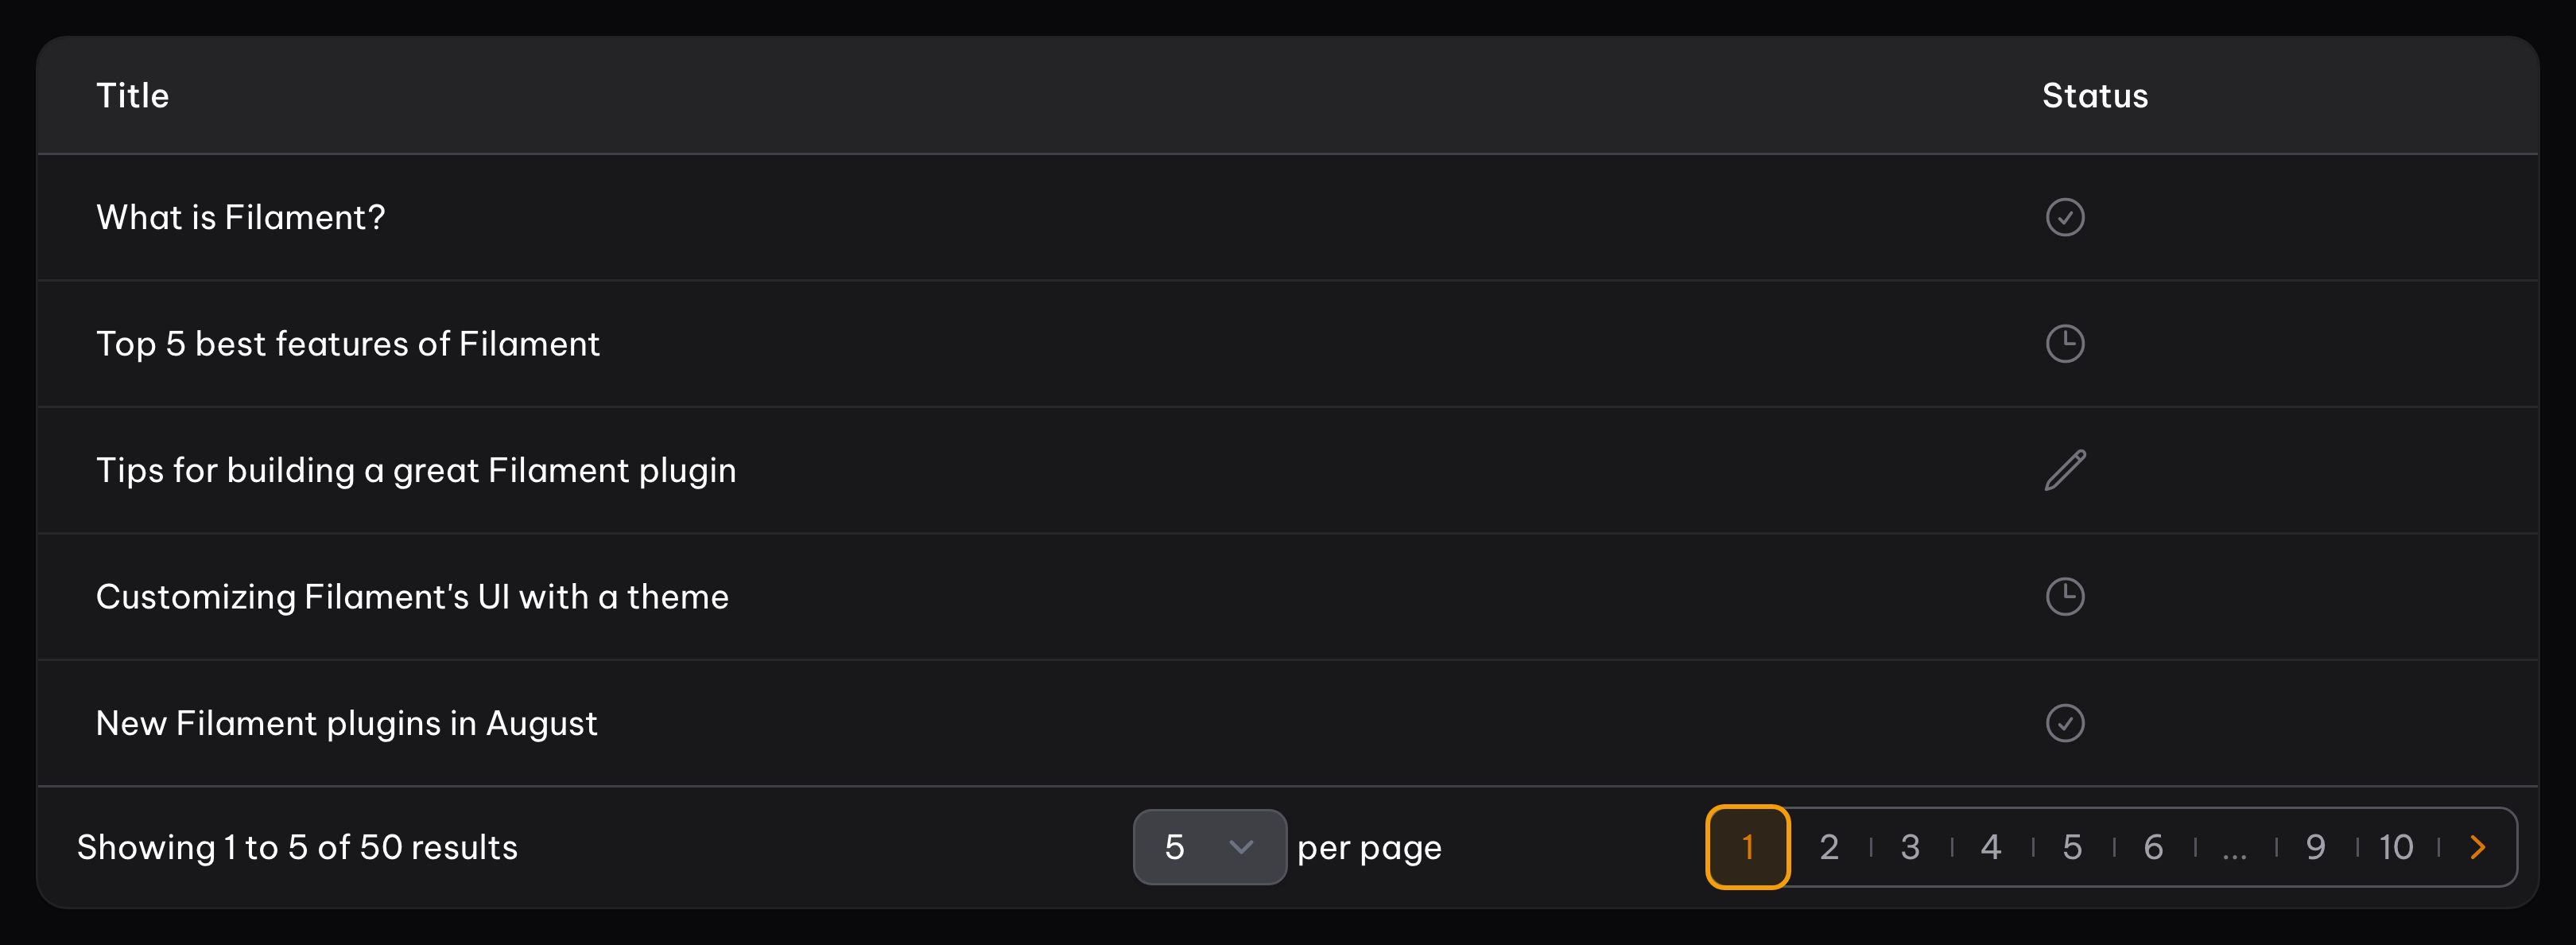 Title Status
What is Filament?
Top 5 best features of Filament
Tips for building a great Filament plugin
Customizing Filament's UI with a theme
New Filament plugins in August
Showing 1 to 5 of 50 results 5 per page 1 2 3 4 5 6 ... 9 10